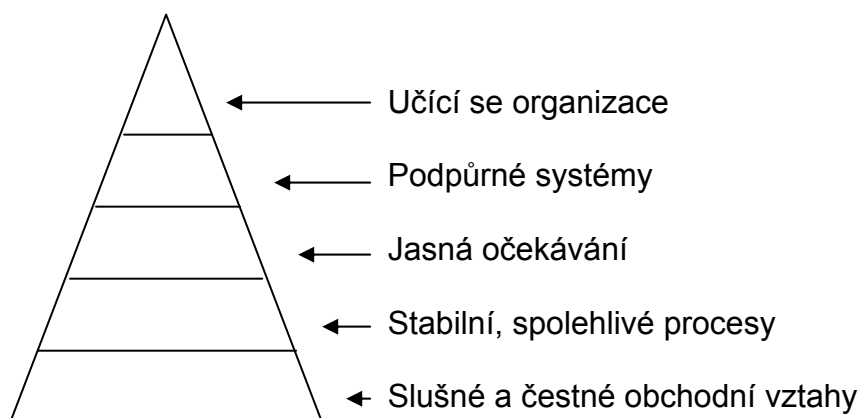 Učící se organizace
Podpůrné systémy
Jasná očekávání
Stabilní, spolehlivé procesy
Slušné a čestné obchodní vztahy